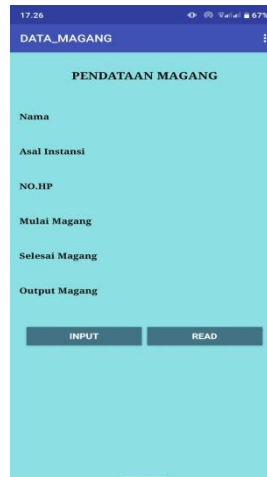 17.26
67%
DATA_MAGANG
PENDATAAN MAGANG
Nama
Asal Instansi
NO.HP
Mulai Magang
Selesai Magang
Output Magang
INPUT READ